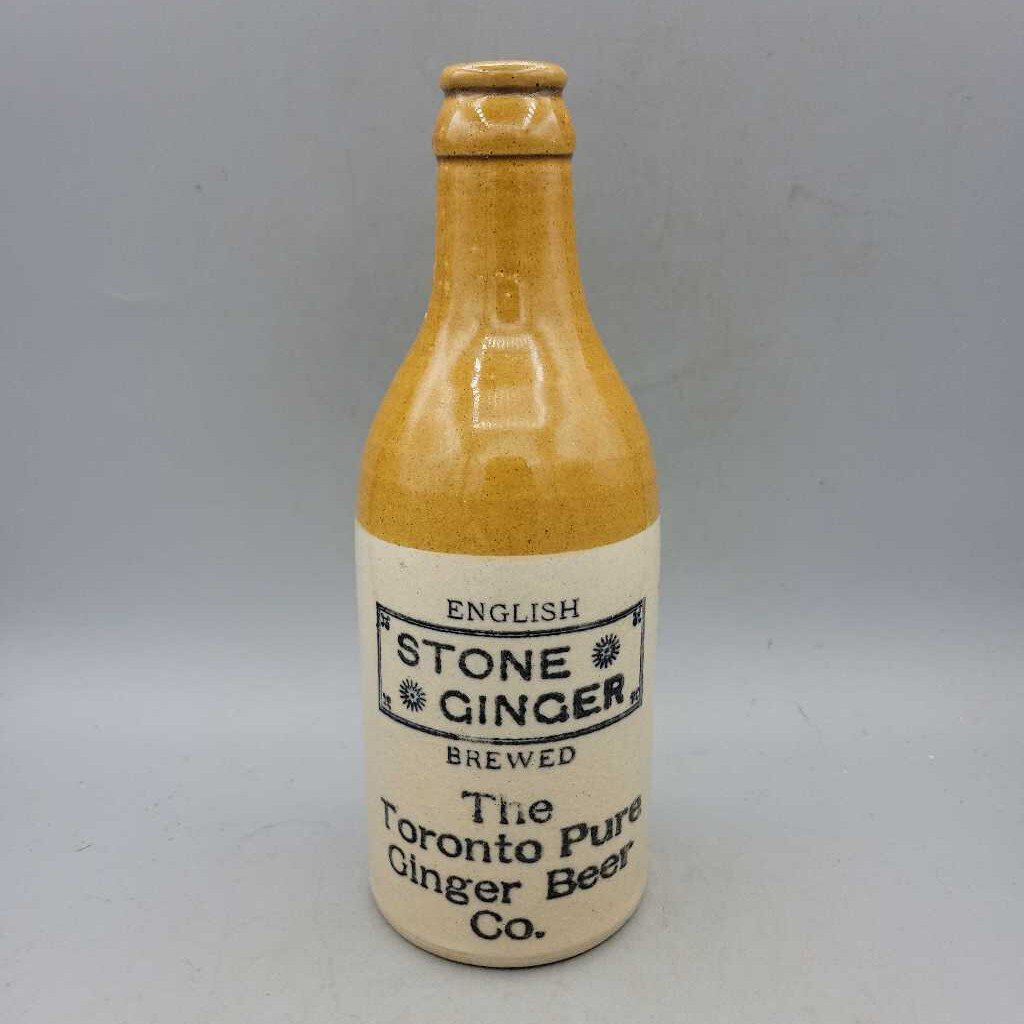 ENGLISH
STONE
GINGER
BREWED
The
Toronto Pure
Ginger Beer
Co.